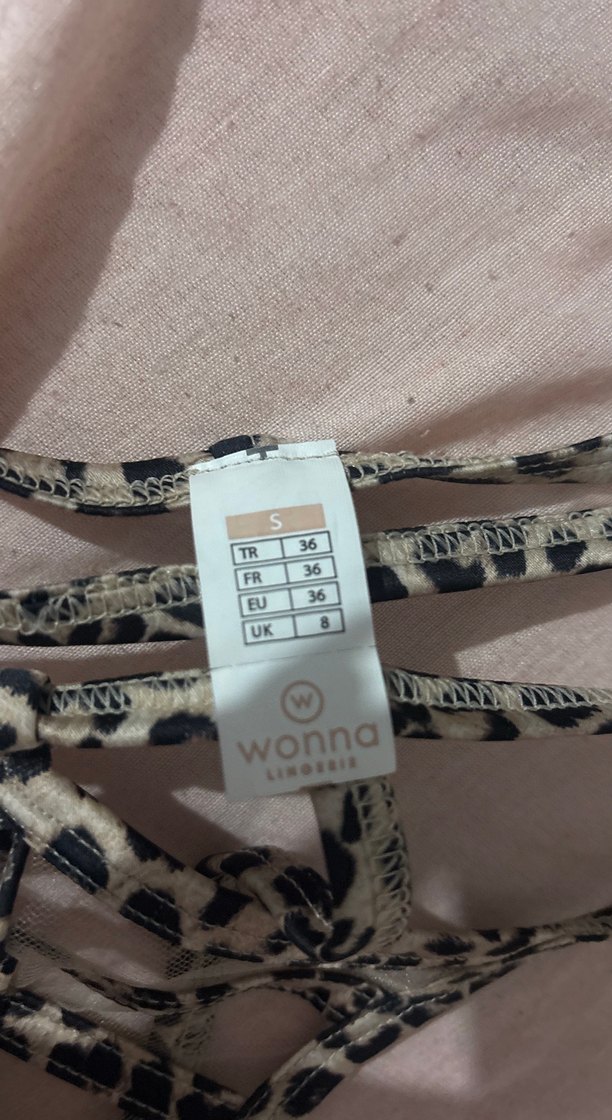 S
TR 36
FR 36
EU 36
UK 8
W
wonna
LINGERIE